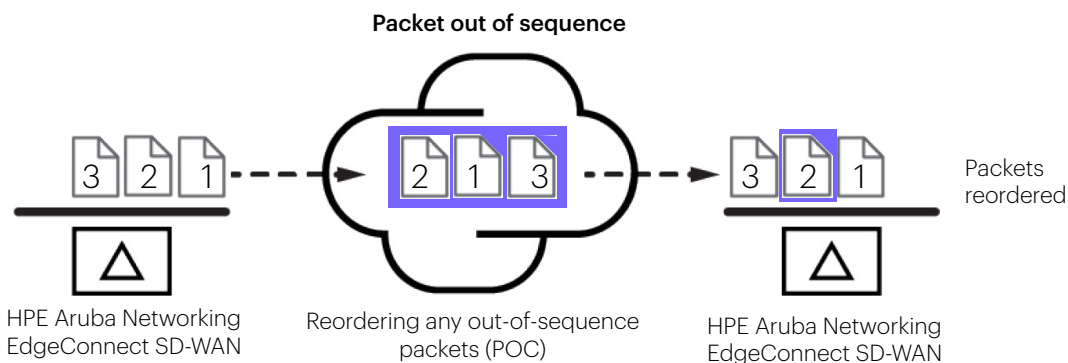 Packet out of sequence
3 2 1
2 1 3
3 2 1
Packets
reordered
HPE Aruba Networking
EdgeConnect SD-WAN
Reordering any out-of-sequence
packets (POC)
HPE Aruba Networking
EdgeConnect SD-WAN